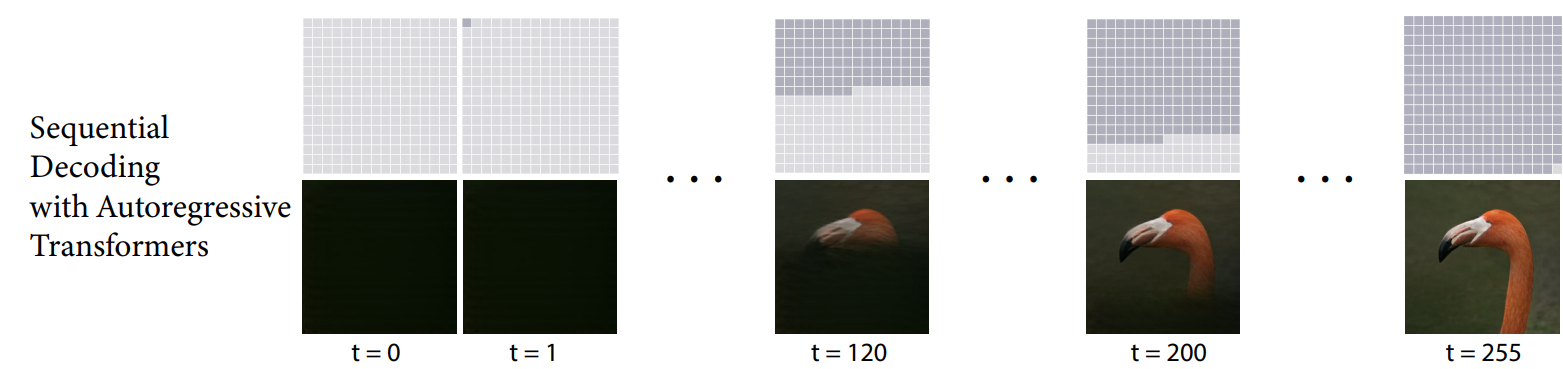 Sequential
Decoding
with Autoregressive
Transformers
. . .
. . .
. . .
t = 0
t = 1
t = 120
t = 200
t = 255